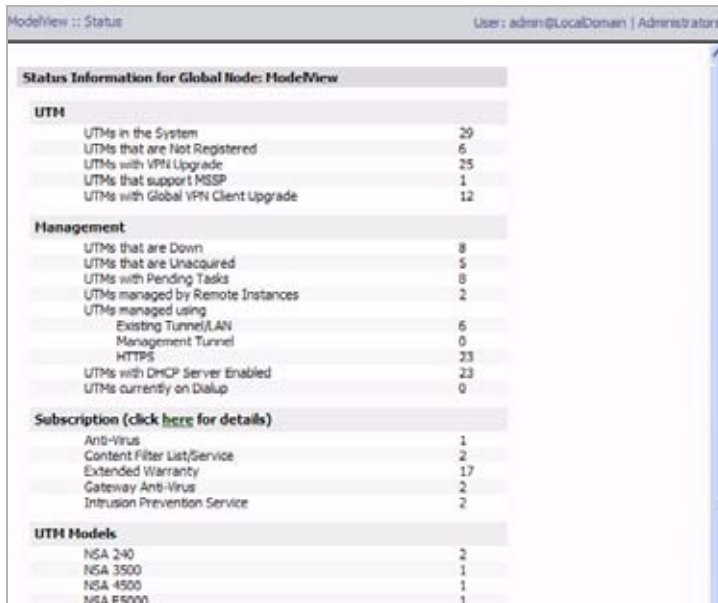 ModelView :: Status User: admin@LocalDomain | Administrators
Status Information for Global Node: ModelView
UTM
UTMs in the System 29
UTMs that are Not Registered 6
UTMs with VPN Upgrade 25
UTMs that support MSSP 1
UTMs with Global VPN Client Upgrade 12
Management
UTMs that are Down 8
UTMs that are Unacquired 5
UTMs with Pending Tasks 8
UTMs managed by Remote Instances 2
UTMs managed using
Existing Tunnel/LAN 6
Management Tunnel 0
HTTPS 23
UTMs with DHCP Server Enabled 23
UTMs currently on Dialup 0
Subscription (click here for details)
Anti-Virus 1
Content Filter List/Service 2
Extended Warranty 17
Gateway Anti-Virus 2
Intrusion Prevention Service 2
UTM Models
NSA 240 2
NSA 3500 1
NSA 4500 1
NSA E5000 1